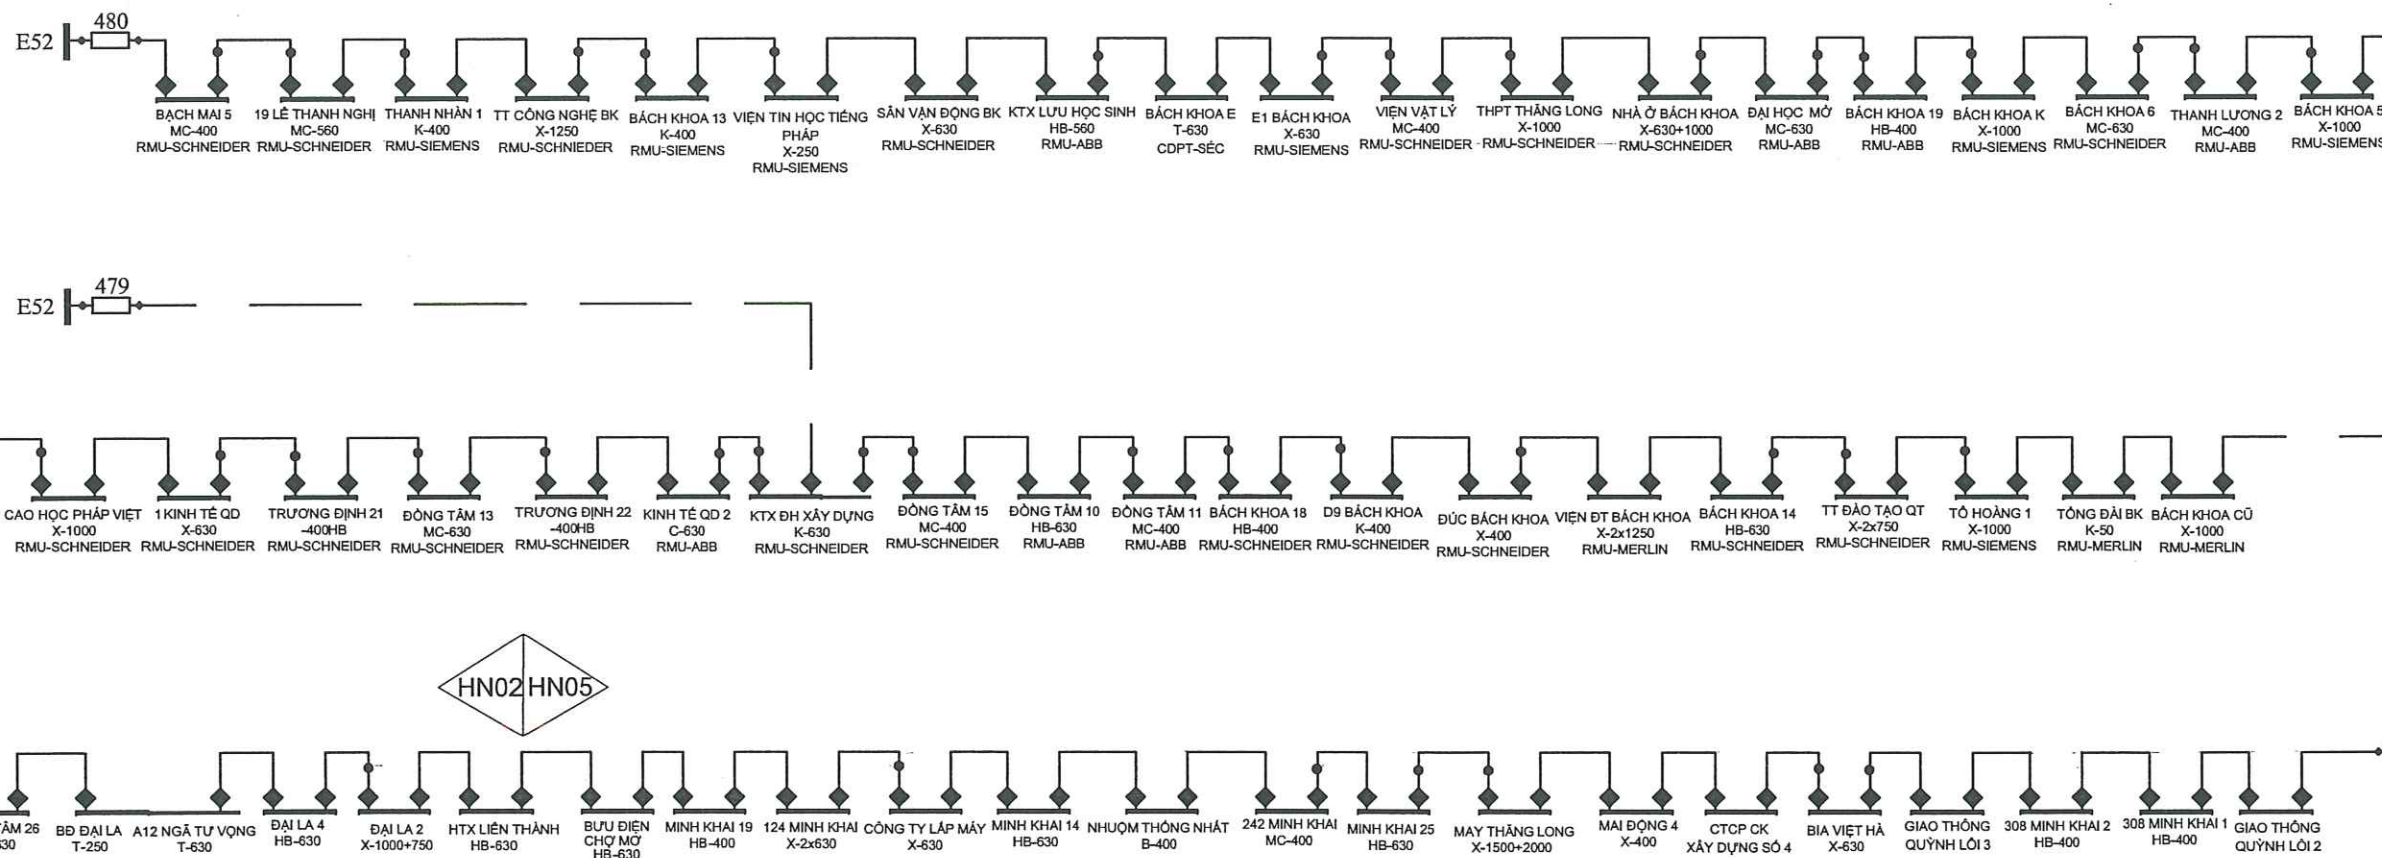 480
E52
BẠCH MAI 5
MC-400
RMU-SCHNEIDER
19 LÊ THANH NGHỊ
MC-560
RMU-SCHNEIDER
THANH NHÀN 1
K-400
RMU-SIEMENS
TT CÔNG NGHỆ BK
X-1250
RMU-SCHNIEDER
BÁCH KHOA 13
K-400
RMU-SIEMENS
VIỆN TIN HỌC TIẾNG
PHÁP
X-250
RMU-SIEMENS
SÂN VẬN ĐỘNG BK
X-630
RMU-SCHNEIDER
KTX LƯU HỌC SINH
HB-560
RMU-ABB
BÁCH KHOA E
T-630
CDPT-SÉC
E1 BÁCH KHOA
X-630
RMU-SIEMENS
VIỆN VẬT LÝ
MC-400
RMU-SCHNEIDER
THPT THĂNG LONG
X-1000
RMU-SCHNEIDER
NHÀ Ở BÁCH KHOA
X-630+1000
RMU-SCHNEIDER
ĐẠI HỌC MỞ
MC-630
RMU-ABB
BÁCH KHOA 19
HB-400
RMU-ABB
BÁCH KHOA K
X-1000
RMU-SIEMENS
BÁCH KHOA 6
MC-630
RMU-SCHNEIDER
THANH LƯƠNG 2
MC-400
RMU-ABB
BÁCH KHOA 5
X-1000
RMU-SIEMENS
479
E52
CAO HỌC PHÁP VIỆT
X-1000
RMU-SCHNEIDER
1 KINH TẾ QD
X-630
RMU-SCHNEIDER
TRƯƠNG ĐỊNH 21
-400HB
RMU-SCHNEIDER
ĐỒNG TÂM 13
MC-630
RMU-SCHNEIDER
TRƯƠNG ĐỊNH 22
-400HB
RMU-SCHNEIDER
KINH TẾ QD 2
C-630
RMU-ABB
KTX ĐH XÂY DỰNG
K-630
RMU-SCHNEIDER
ĐỒNG TÂM 15
MC-400
RMU-SCHNEIDER
ĐỒNG TÂM 10
HB-630
RMU-ABB
ĐỒNG TÂM 11
MC-400
RMU-ABB
BÁCH KHOA 18
HB-400
RMU-SCHNEIDER
D9 BÁCH KHOA
K-400
RMU-SCHNEIDER
ĐÚC BÁCH KHOA
X-400
RMU-SCHNEIDER
VIỆN ĐT BÁCH KHOA
X-2x1250
RMU-MERLIN
BÁCH KHOA 14
HB-630
RMU-SCHNEIDER
TT ĐÀO TẠO QT
X-2x750
RMU-SCHNEIDER
TÔ HOÀNG 1
X-1000
RMU-SIEMENS
TỔNG ĐÀI BK
K-50
RMU-MERLIN
BÁCH KHOA CŨ
X-1000
RMU-MERLIN
HN02 HN05
TÂM 26
630
BĐ ĐẠI LA
T-250
A12 NGÃ TƯ VỌNG
T-630
ĐẠI LA 4
HB-630
ĐẠI LA 2
X-1000+750
HTX LIÊN THÀNH
HB-630
BƯU ĐIỆN
CHỢ MƠ
HB-630
MINH KHAI 19
HB-400
124 MINH KHAI
X-2x630
CÔNG TY LẮP MÁY
X-630
MINH KHAI 14
HB-630
NHUỘM THỐNG NHẤT
B-400
242 MINH KHAI
MC-400
MINH KHAI 25
HB-630
MAY THĂNG LONG
X-1500+2000
MAI ĐỘNG 4
X-400
CTCP CK
XÂY DỰNG SỐ 4
BIA VIỆT HÀ
X-630
GIAO THÔNG
QUỲNH LÔI 3
308 MINH KHAI 2
HB-400
308 MINH KHAI 1
HB-400
GIAO THÔNG
QUỲNH LÔI 2